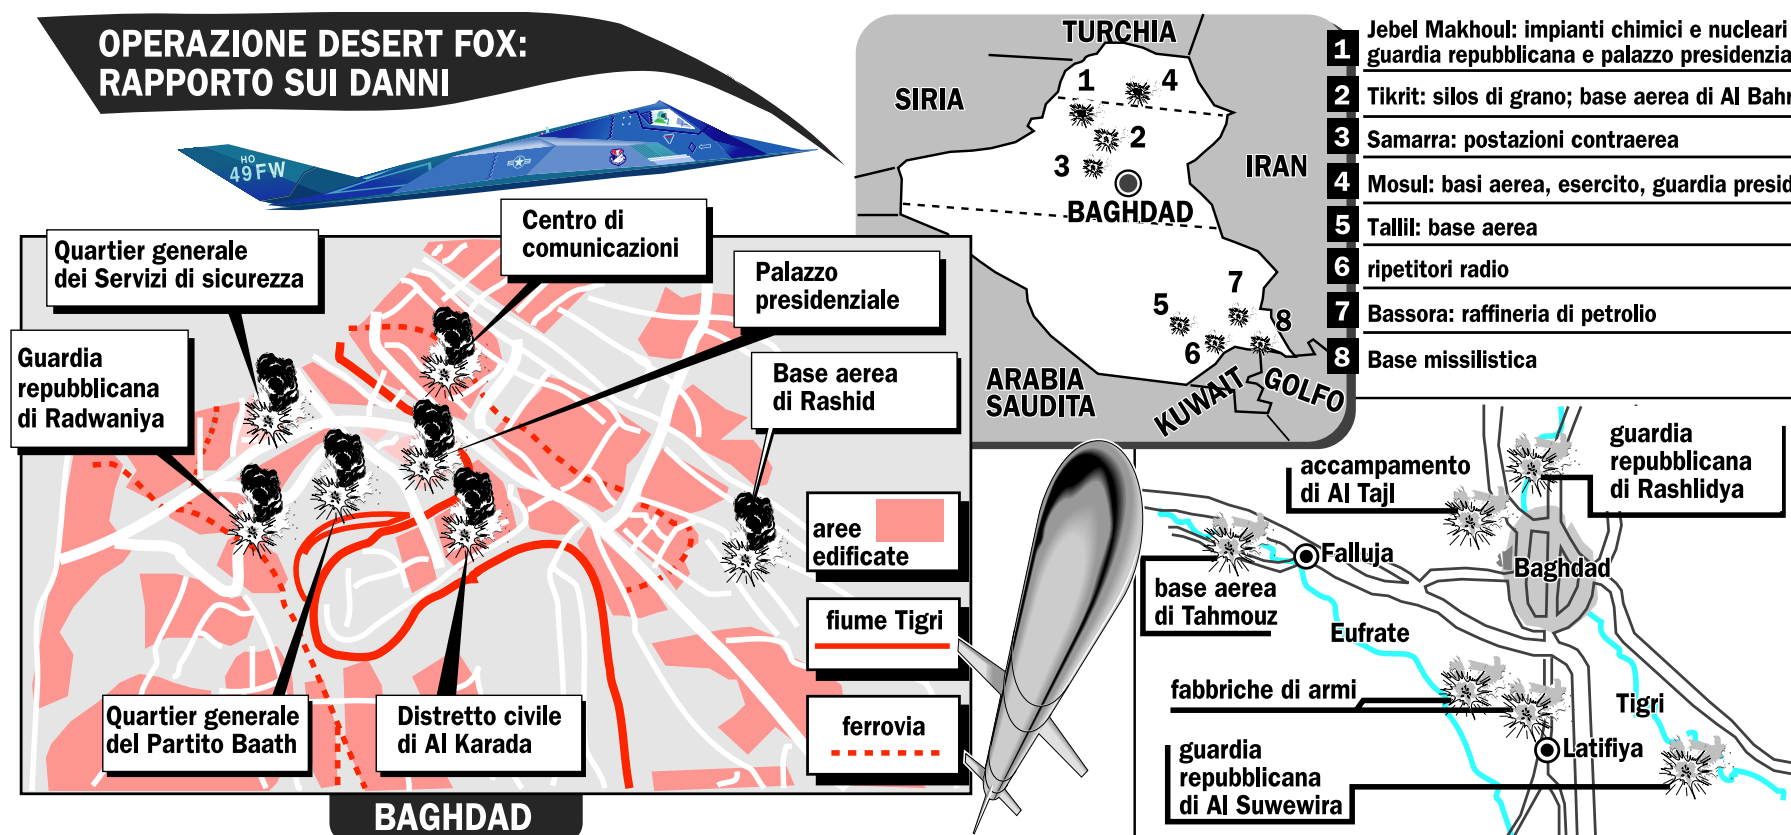 OPERAZIONE DESERT FOX:
RAPPORTO SUI DANNI
HO
49FW
Centro di
comunicazioni
Quartier generale
dei Servizi di sicurezza
Palazzo
presidenziale
Guardia
repubblicana
di Radwaniya
Base aerea
di Rashid
aree
edificate
fiume Tigri
ferrovia
Quartier generale
del Partito Baath
Distretto civile
di Al Karada
BAGHDAD
TURCHIA
SIRIA
IRAN
1
4
2
3
BAGHDAD
7
5
8
6
ARABIA
SAUDITA
KUWAIT
GOLFO
1 Jebel Makhoul: impianti chimici e nucleari
guardia repubblicana e palazzo presidenzia
2 Tikrit: silos di grano; base aerea di Al Bahr
3 Samarra: postazioni contraerea
4 Mosul: basi aerea, esercito, guardia presid
5 Tallil: base aerea
6 ripetitori radio
7 Bassora: raffineria di petrolio
8 Base missilistica
guardia
repubblicana
di Rashlidya
accampamento
di Al Tajl
Falluja
Baghdad
base aerea
di Tahmouz
Eufrate
fabbriche di armi
Tigri
Latifiya
guardia
repubblicana
di Al Suwewira